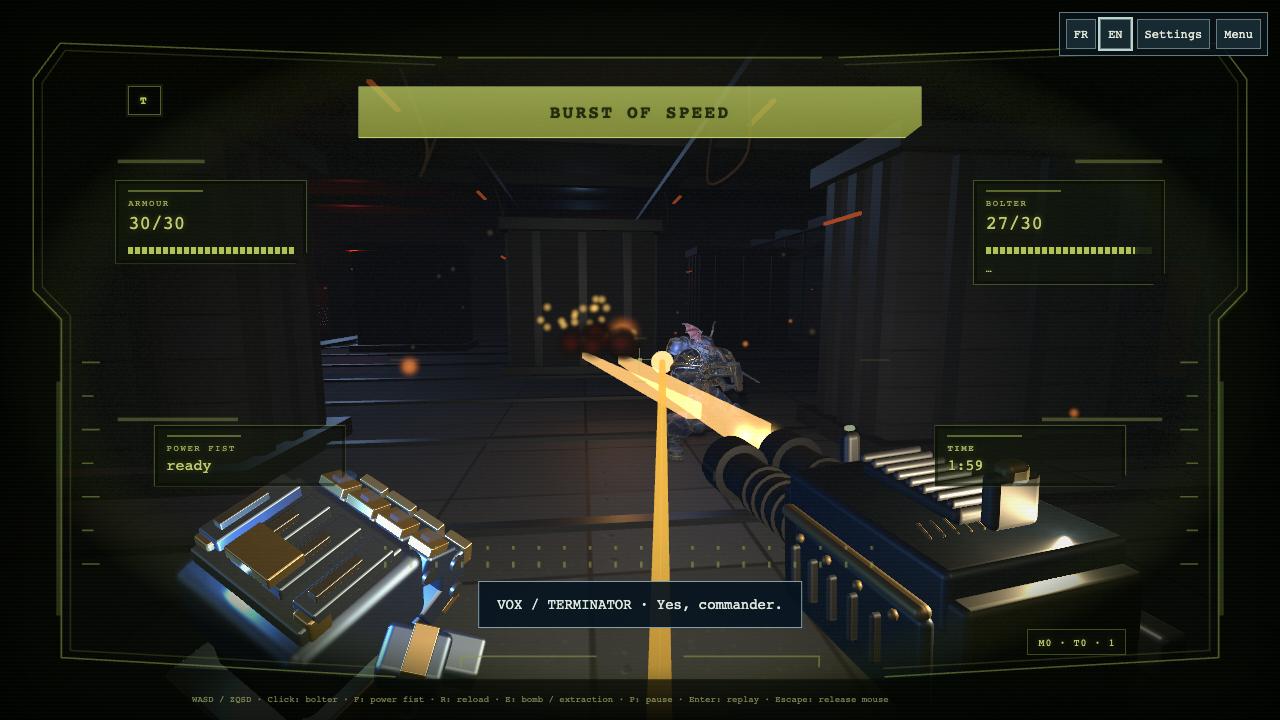 FR EN Settings Menu
T
BURST OF SPEED
ARMOUR
30/30
BOLTER
27/30
…
POWER FIST
ready
TIME
1:59
VOX / TERMINATOR · Yes, commander.
M0 · T0 · 1
WASD / ZQSD · Click: bolter · F: power fist · R: reload · E: bomb / extraction · P: pause · Enter: replay · Escape: release mouse